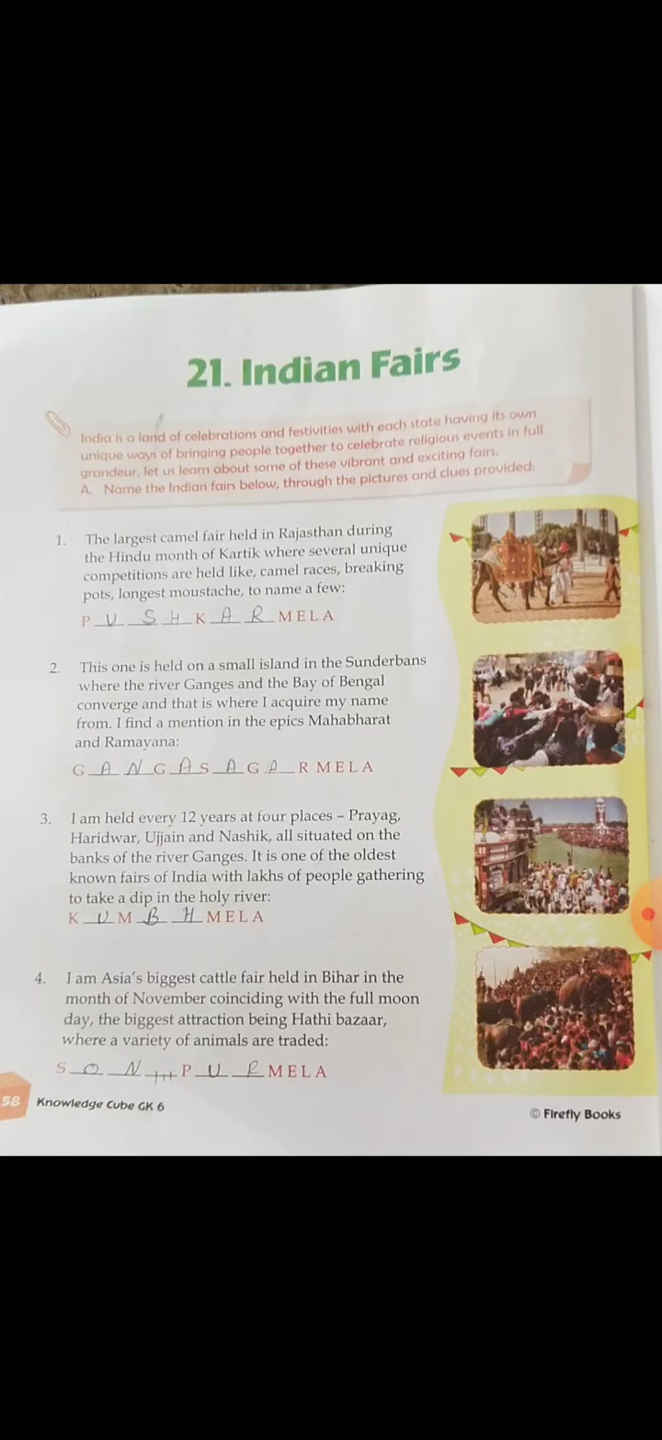 21. Indian Fairs
India is a land of celebrations and festivities with each state having its own
unique ways of bringing people together to celebrate religious events in full
grandeur, let us learn about some of these vibrant and exciting fairs.
A. Name the Indian fairs below, through the pictures and clues provided:
1. The largest camel fair held in Rajasthan during
the Hindu month of Kartik where several unique
competitions are held like, camel races, breaking
pots, longest moustache, to name a few:
P U S H K A R M E L A
2. This one is held on a small island in the Sunderbans
where the river Ganges and the Bay of Bengal
converge and that is where I acquire my name
from. I find a mention in the epics Mahabharat
and Ramayana:
G A N G A S A G A R M E L A
3. I am held every 12 years at four places – Prayag,
Haridwar, Ujjain and Nashik, all situated on the
banks of the river Ganges. It is one of the oldest
known fairs of India with lakhs of people gathering
to take a dip in the holy river:
K U M B H M E L A
4. I am Asia's biggest cattle fair held in Bihar in the
month of November coinciding with the full moon
day, the biggest attraction being Hathi bazaar,
where a variety of animals are traded:
S O N P U R M E L A
58 Knowledge Cube GK 6
© Firefly Books